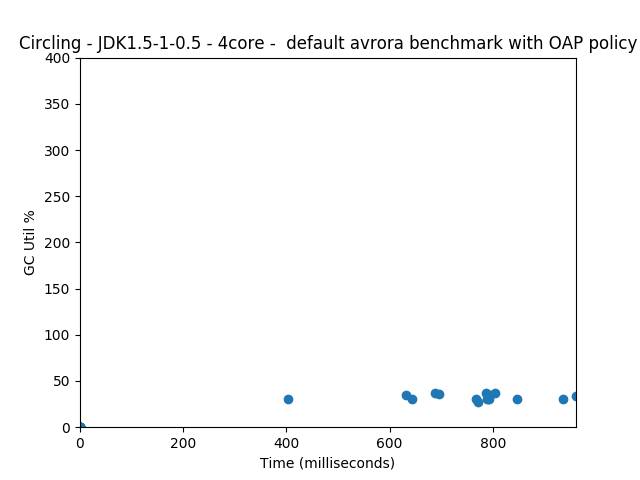 Circling - JDK1.5-1-0.5 - 4core -  default avrora benchmark with OAP policy
400
350
300
250
200
150
100
50
0
GC Util %
0 200 400 600 800
Time (milliseconds)